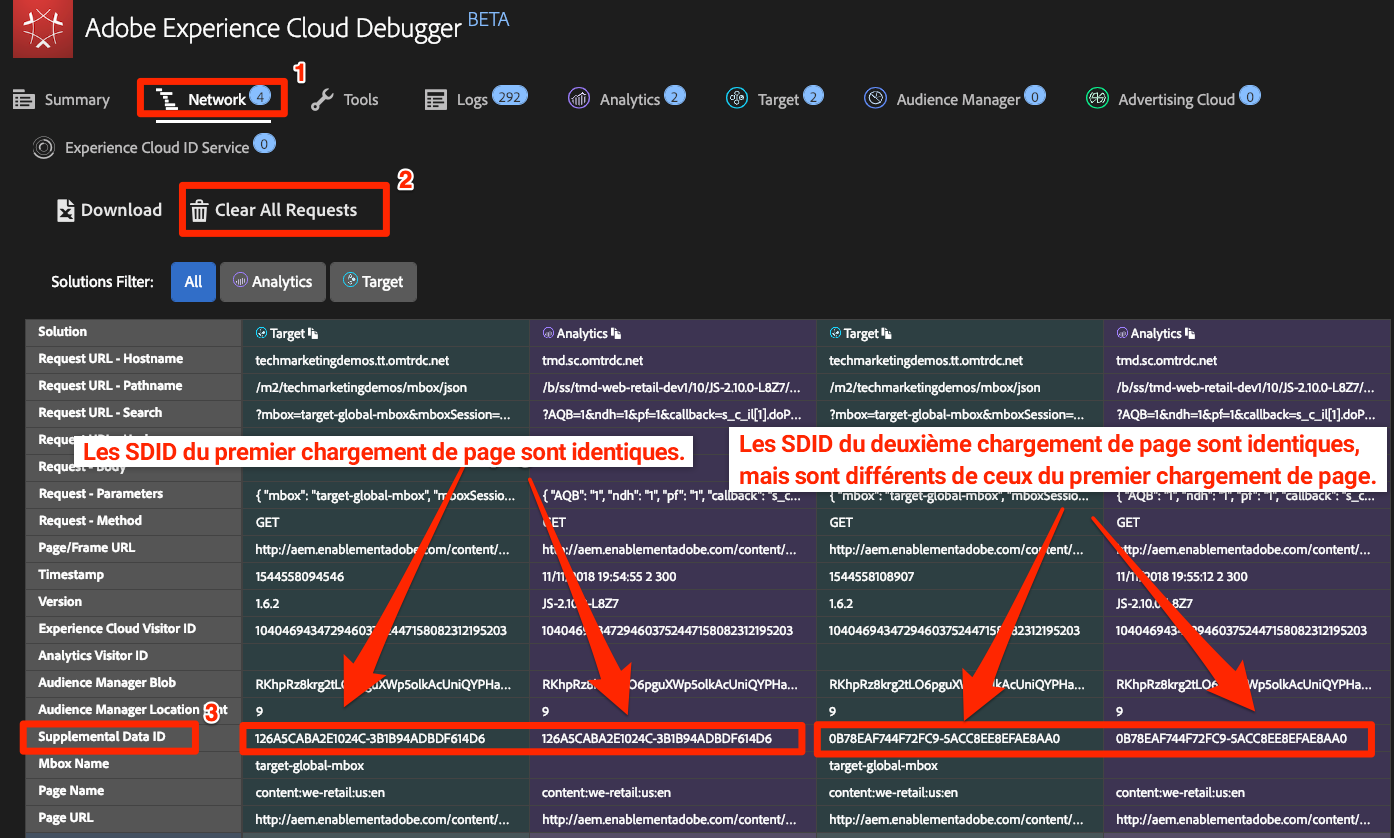 Adobe Experience Cloud Debugger BETA
1
Summary Network 4 Tools Logs 292 Analytics 2 Target 2 Audience Manager 0 Advertising Cloud 0
Experience Cloud ID Service 0
2
Download Clear All Requests
Solutions Filter: All Analytics Target
Solution Target Analytics Target Analytics
Request URL - Hostname techmarketingdemos.tt.omtrdc.net tmd.sc.omtrdc.net techmarketingdemos.tt.omtrdc.net tmd.sc.omtrdc.net
Request URL - Pathname /m2/techmarketingdemos/mbox/json /b/ss/tmd-web-retail-dev1/10/JS-2.10.0-L8Z7/... /m2/techmarketingdemos/mbox/json /b/ss/tmd-web-retail-dev1/10/JS-2.10.0-L8Z7/...
Request URL - Search ?mbox=target-global-mbox&mboxSession=... ?AQB=1&ndh=1&pf=1&callback=s_c_il[1].doP... ?mbox=target-global-mbox&mboxSession=... ?AQB=1&ndh=1&pf=1&callback=s_c_il[1].doP...
Les SDID du premier chargement de page sont identiques.
Les SDID du deuxième chargement de page sont identiques,
mais sont différents de ceux du premier chargement de page.
Request - Body
Request - Parameters { "mbox": "target-global-mbox", "mboxSessio... { "AQB": "1", "ndh": "1", "pf": "1", "callback": "s_c... { "mbox": "target-global-mbox", "mboxSessio... { "AQB": "1", "ndh": "1", "pf": "1", "callback": "s_c...
Request - Method GET GET GET GET
Page/Frame URL http://aem.enablementadobe.com/content/... http://aem.enablementadobe.com/content/... http://aem.enablementadobe.com/content/... http://aem.enablementadobe.com/content/...
Timestamp 1544558094546 11/11/2018 19:54:55 2 300 1544558108907 11/11/2018 19:55:12 2 300
Version 1.6.2 JS-2.10.0-L8Z7 1.6.2 JS-2.10.0-L8Z7
Experience Cloud Visitor ID 10404694347294603752447158082312195203 10404694347294603752447158082312195203 10404694347294603752447158082312195203 10404694347294603752447158082312195203
Analytics Visitor ID
Audience Manager Blob RKhpRz8krg2tLO6pguXWp5olkAcUniQYPHa... RKhpRz8krg2tLO6pguXWp5olkAcUniQYPHa... RKhpRz8krg2tLO6pguXWp5olkAcUniQYPHa... RKhpRz8krg2tLO6pguXWp5olkAcUniQYPHa...
Audience Manager Location 9 9 9 9
3
Supplemental Data ID 126A5CABA2E1024C-3B1B94ADBDF614D6 126A5CABA2E1024C-3B1B94ADBDF614D6 0B78EAF744F72FC9-5ACC8EE8EFAE8AA0 0B78EAF744F72FC9-5ACC8EE8EFAE8AA0
Mbox Name target-global-mbox target-global-mbox
Page Name content:we-retail:us:en content:we-retail:us:en content:we-retail:us:en content:we-retail:us:en
Page URL http://aem.enablementadobe.com/content/... http://aem.enablementadobe.com/content/... http://aem.enablementadobe.com/content/... http://aem.enablementadobe.com/content/...